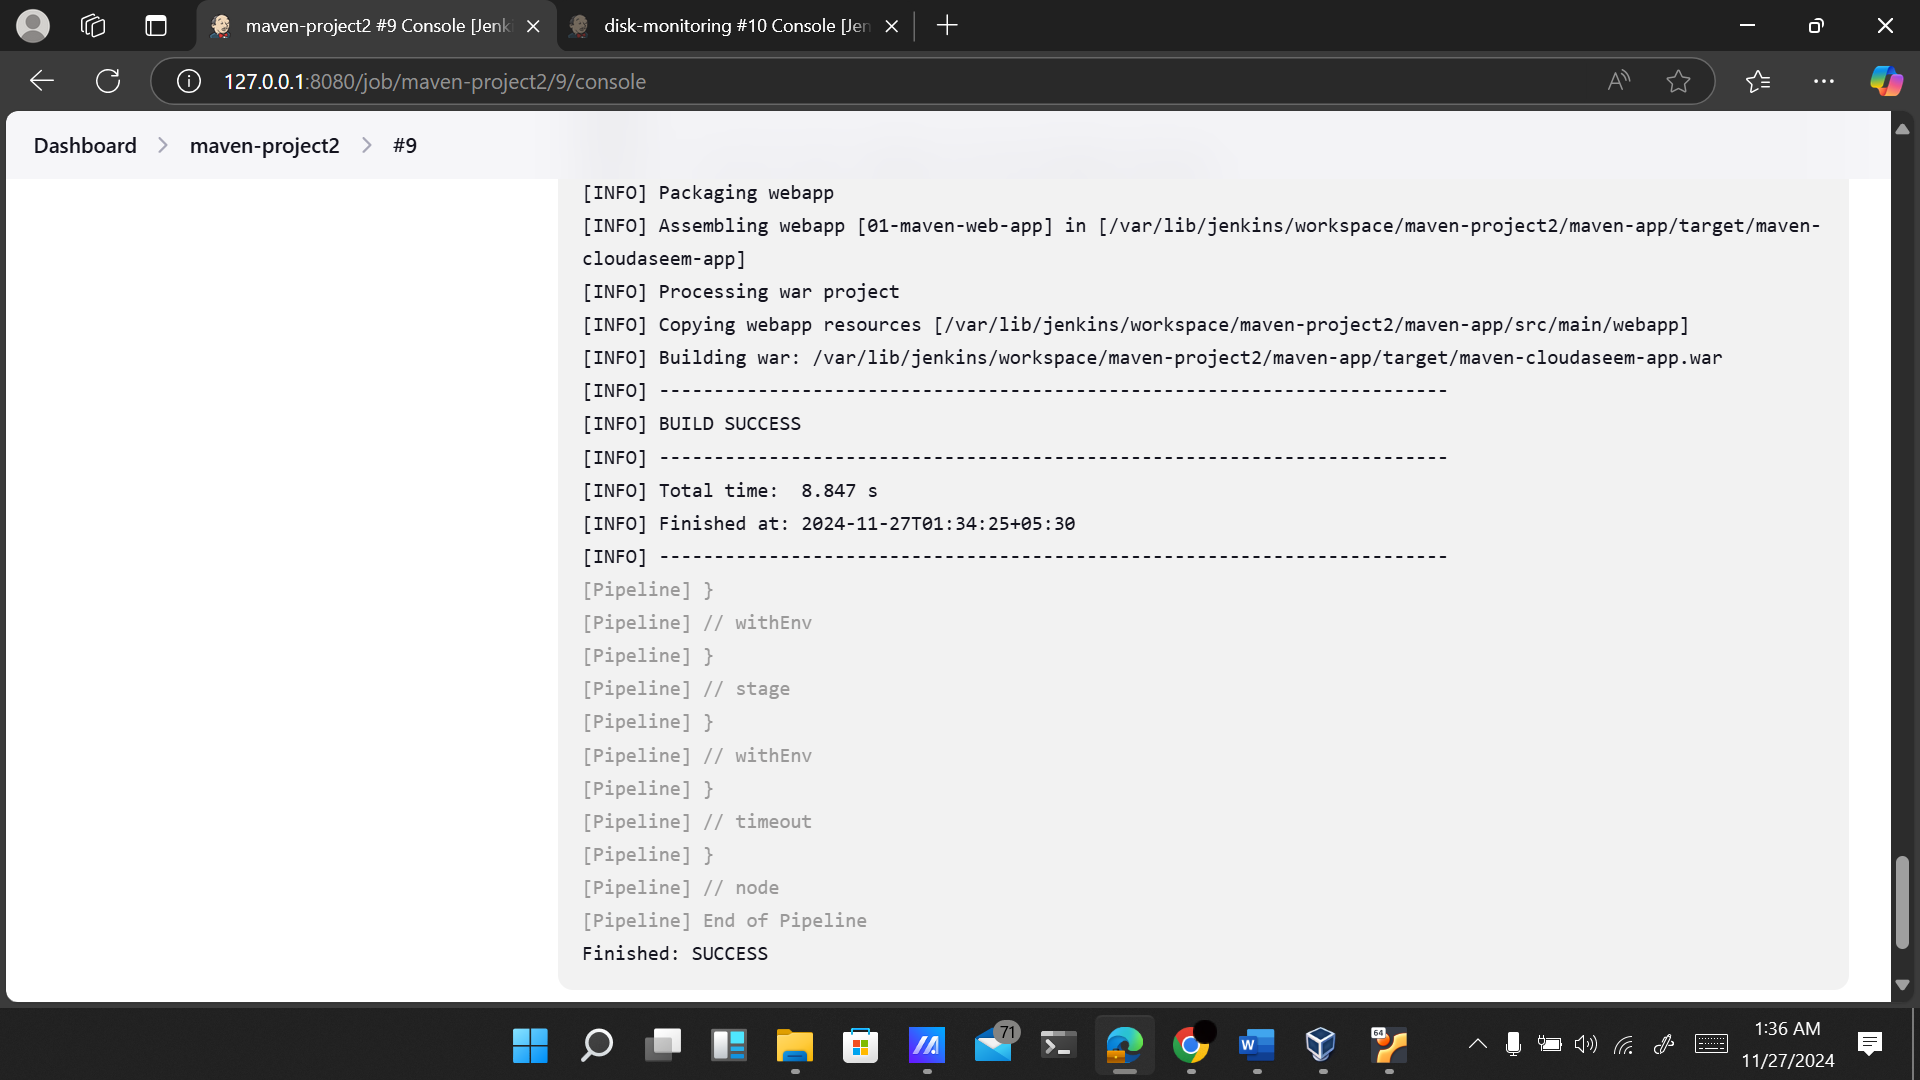 maven-project2 #9 Console [Jenki
disk-monitoring #10 Console [Jen
127.0.0.1:8080/job/maven-project2/9/console
Dashboard > maven-project2 > #9
[INFO] Packaging webapp
[INFO] Assembling webapp [01-maven-web-app] in [/var/lib/jenkins/workspace/maven-project2/maven-app/target/maven-
cloudaseem-app]
[INFO] Processing war project
[INFO] Copying webapp resources [/var/lib/jenkins/workspace/maven-project2/maven-app/src/main/webapp]
[INFO] Building war: /var/lib/jenkins/workspace/maven-project2/maven-app/target/maven-cloudaseem-app.war
[INFO] ------------------------------------------------------------------------
[INFO] BUILD SUCCESS
[INFO] ------------------------------------------------------------------------
[INFO] Total time:  8.847 s
[INFO] Finished at: 2024-11-27T01:34:25+05:30
[INFO] ------------------------------------------------------------------------
[Pipeline] }
[Pipeline] // withEnv
[Pipeline] }
[Pipeline] // stage
[Pipeline] }
[Pipeline] // withEnv
[Pipeline] }
[Pipeline] // timeout
[Pipeline] }
[Pipeline] // node
[Pipeline] End of Pipeline
Finished: SUCCESS
71
W
64
1:36 AM
11/27/2024